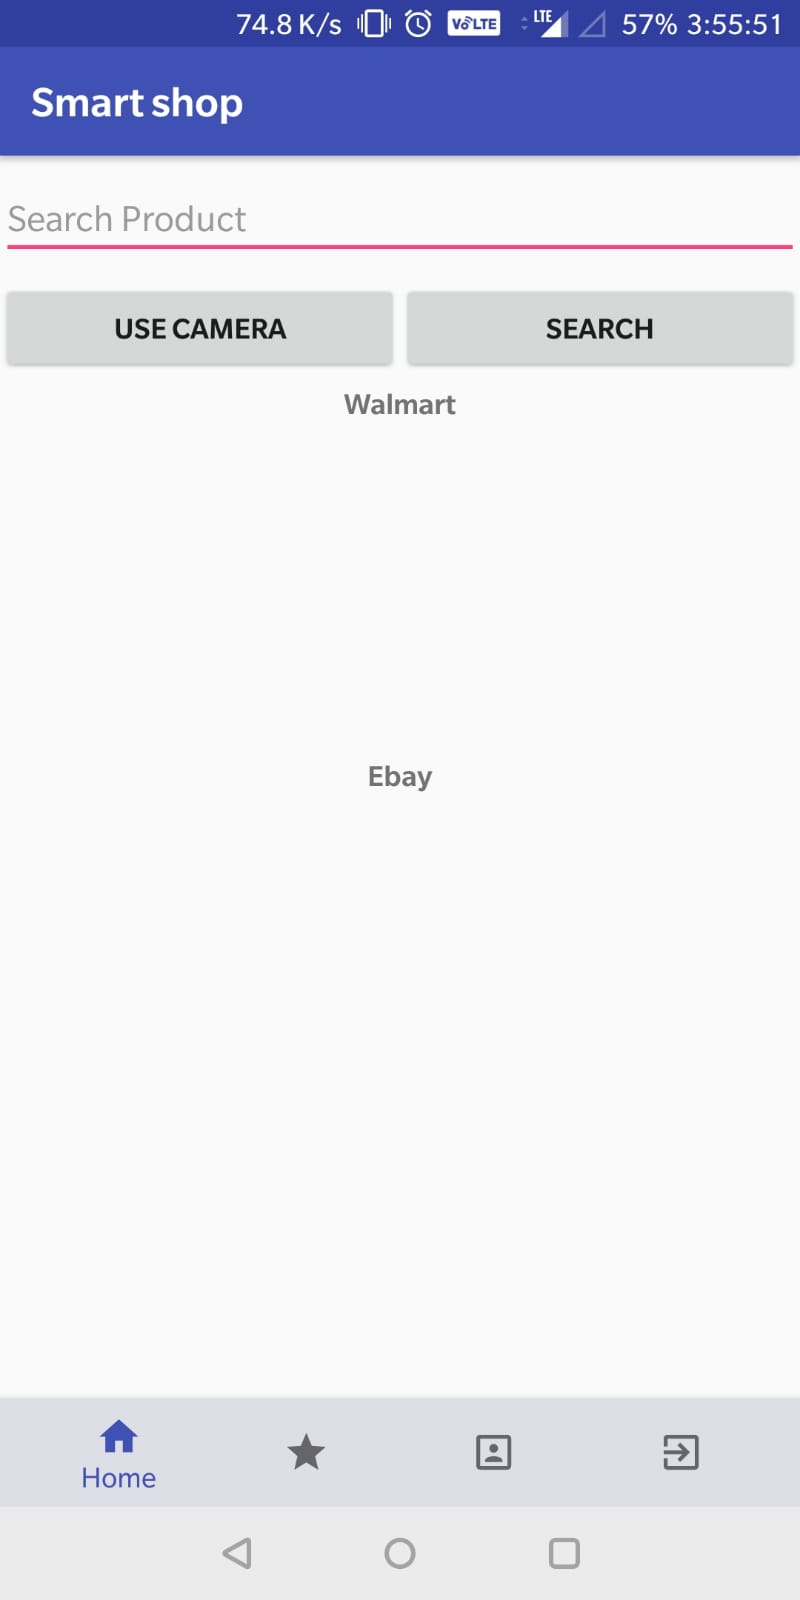 74.8 K/s VoLTE LTE 57% 3:55:51
Smart shop
Search Product
USE CAMERA SEARCH
Walmart
Ebay
Home